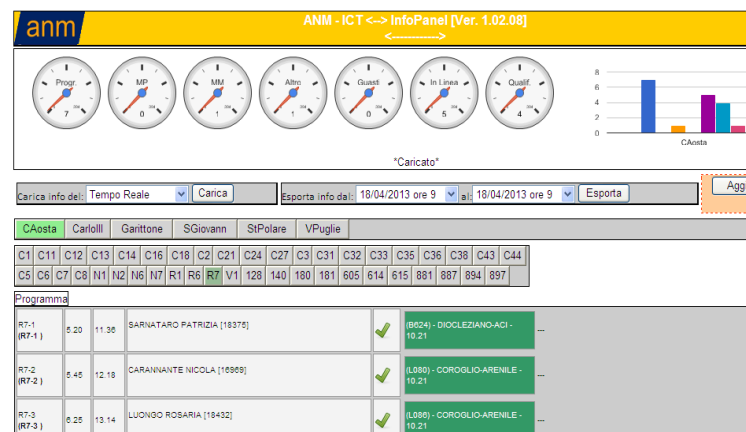 anm
ANM - ICT <--> InfoPanel [Ver. 1.02.08]
<------------>
Progr. 7
MP 0
MM 1
Altro 1
Guasti 0
In Linea 5
Qualif. 4
8
6
4
2
0
CAosta
*Caricato*
Carica info del: Tempo Reale Carica
Esporta info dal: 18/04/2013 ore 9 al: 18/04/2013 ore 9 Esporta
Agg
CAosta CarloIII Garittone SGiovann StPolare VPuglie
C1 C11 C12 C13 C14 C16 C18 C2 C21 C24 C27 C3 C31 C32 C33 C35 C36 C38 C43 C44
C5 C6 C7 C8 N1 N2 N6 N7 R1 R6 R7 V1 128 140 180 181 605 614 615 881 887 894 897
Programma
R7-1 (R7-1 ) 5.20 11.36 SARNATARO PATRIZIA [18375] (B624) - DIOCLEZIANO-ACI - 10.21 ...
R7-2 (R7-2 ) 5.45 12.18 CARANNANTE NICOLA [16969] (L080) - COROGLIO-ARENILE - 10.21 ...
R7-3 (R7-3 ) 6.25 13.14 LUONGO ROSARIA [18432] (L086) - COROGLIO-ARENILE - 10.21 ...